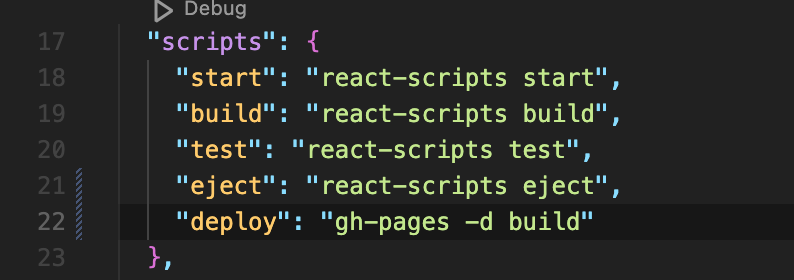 Debug
17 "scripts": {
18 "start": "react-scripts start",
19 "build": "react-scripts build",
20 "test": "react-scripts test",
21 "eject": "react-scripts eject",
22 "deploy": "gh-pages -d build"
23 },